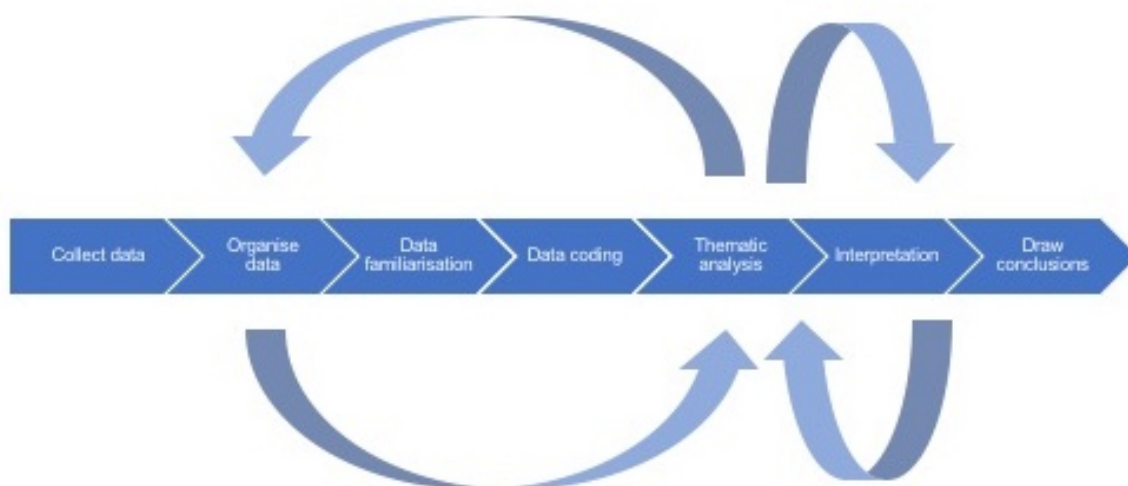 Collect data
Organise
data
Data
familiarisation
Data coding
Thematic
analysis
Interpretation
Draw
conclusions